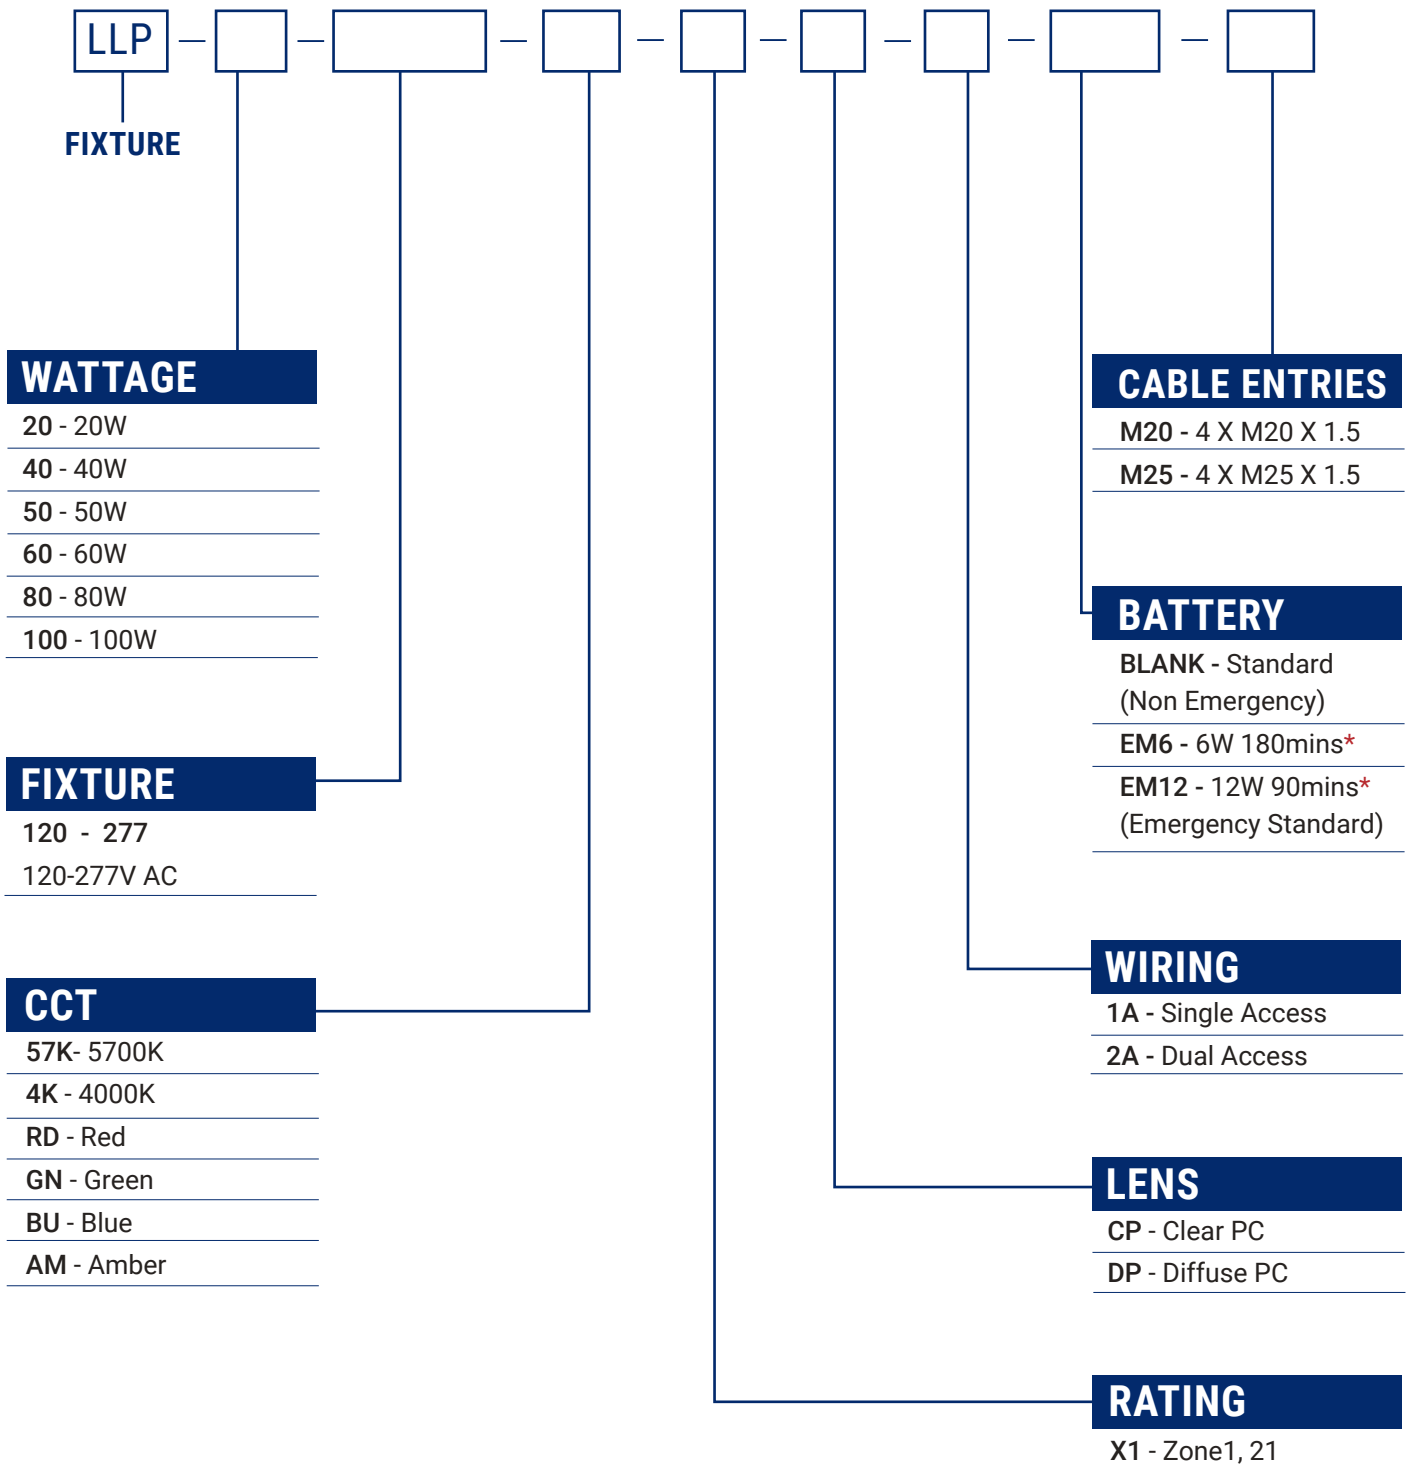 LLP — — — — — — — —
FIXTURE
WATTAGE
20 - 20W
40 - 40W
50 - 50W
60 - 60W
80 - 80W
100 - 100W
FIXTURE
120 - 277
120-277V AC
CCT
57K- 5700K
4K - 4000K
RD - Red
GN - Green
BU - Blue
AM - Amber
CABLE ENTRIES
M20 - 4 X M20 X 1.5
M25 - 4 X M25 X 1.5
BATTERY
BLANK - Standard
(Non Emergency)
EM6 - 6W 180mins*
EM12 - 12W 90mins*
(Emergency Standard)
WIRING
1A - Single Access
2A - Dual Access
LENS
CP - Clear PC
DP - Diffuse PC
RATING
X1 - Zone1, 21